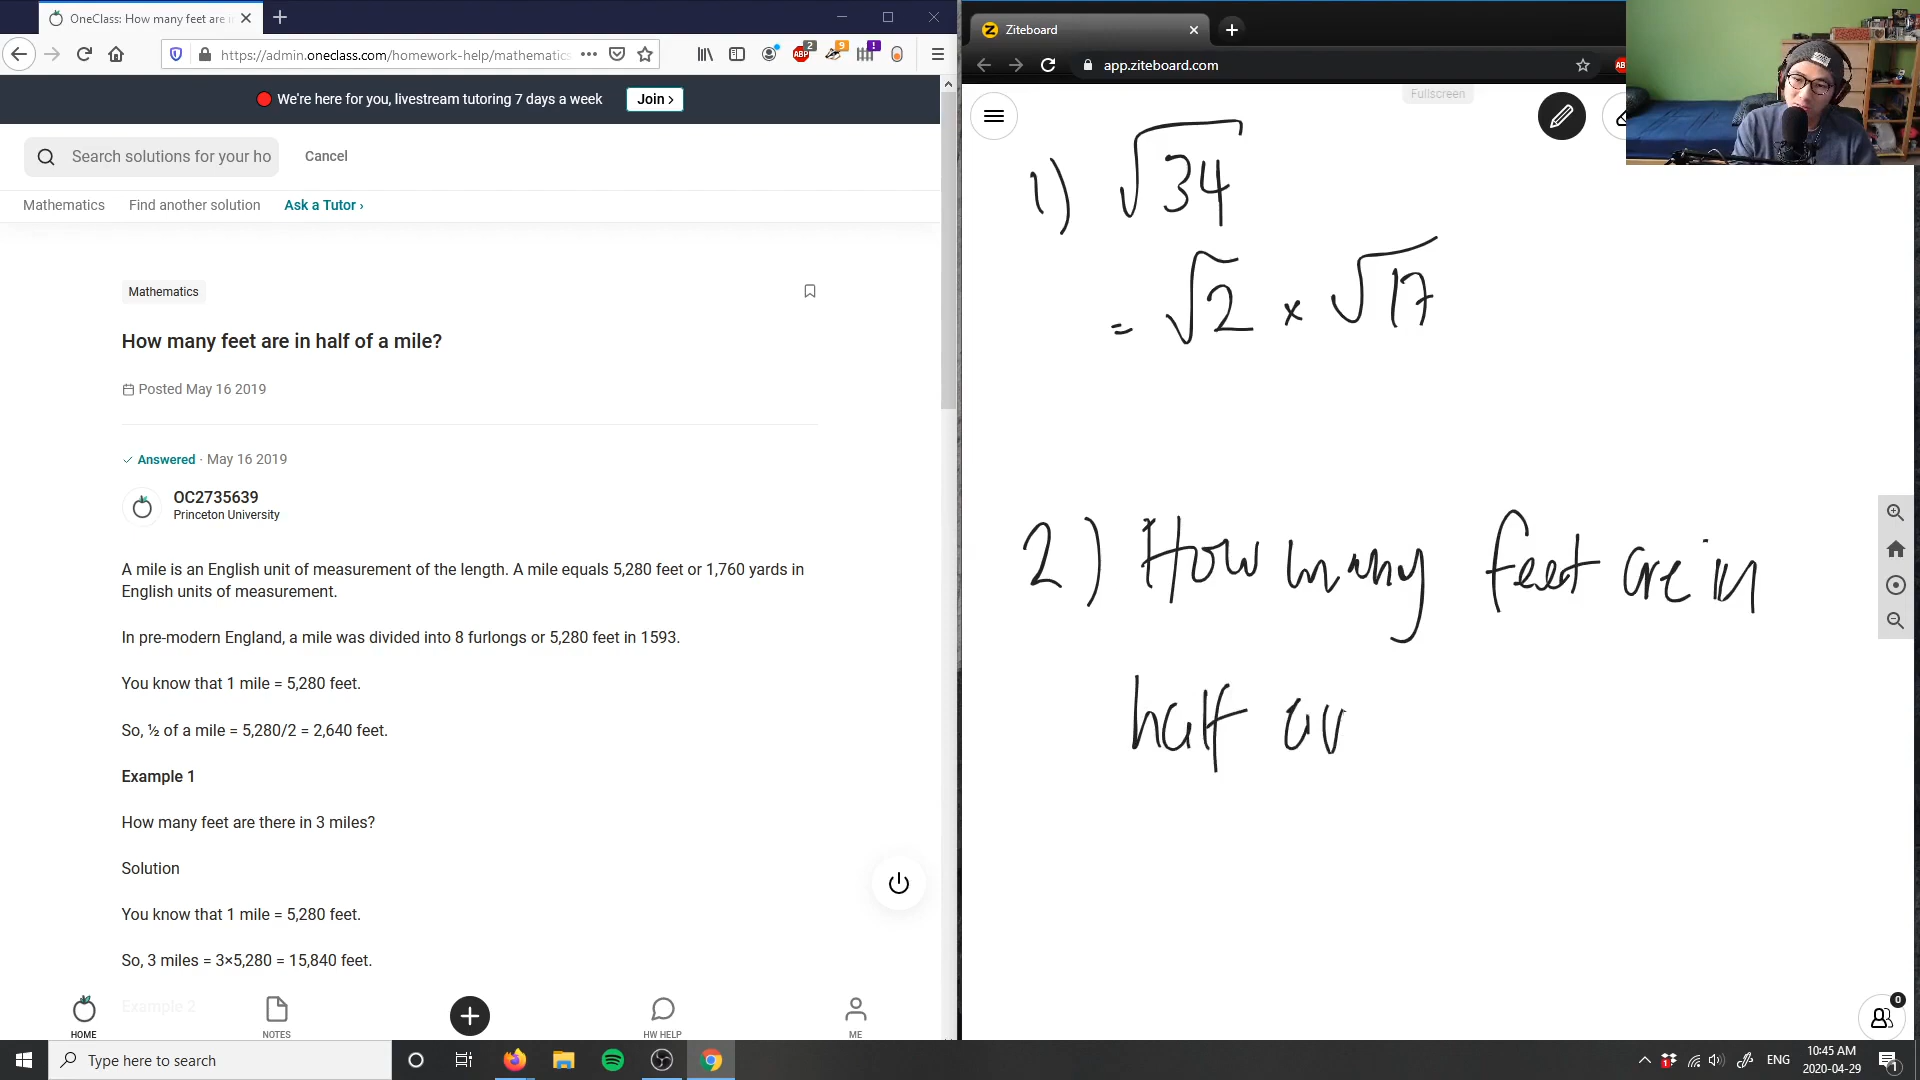 OneClass: How many feet are i
https://admin.oneclass.com/homework-help/mathematics
ABP
2
9
1
We're here for you, livestream tutoring 7 days a week
Join ›
Search solutions for your ho
Cancel
Mathematics
Find another solution
Ask a Tutor ›
Mathematics
How many feet are in half of a mile?
Posted May 16 2019
Answered · May 16 2019
OC2735639
Princeton University
A mile is an English unit of measurement of the length. A mile equals 5,280 feet or 1,760 yards in
English units of measurement.
In pre-modern England, a mile was divided into 8 furlongs or 5,280 feet in 1593.
You know that 1 mile = 5,280 feet.
So, ½ of a mile = 5,280/2 = 2,640 feet.
Example 1
How many feet are there in 3 miles?
Solution
You know that 1 mile = 5,280 feet.
So, 3 miles = 3×5,280 = 15,840 feet.
Example 2
HOME
NOTES
HW HELP
ME
Ziteboard
app.ziteboard.com
AB
Fullscreen
1) √34
= √2 × √17
2) How many feet are in
half
0
Type here to search
ENG
10:45 AM
2020-04-29
1